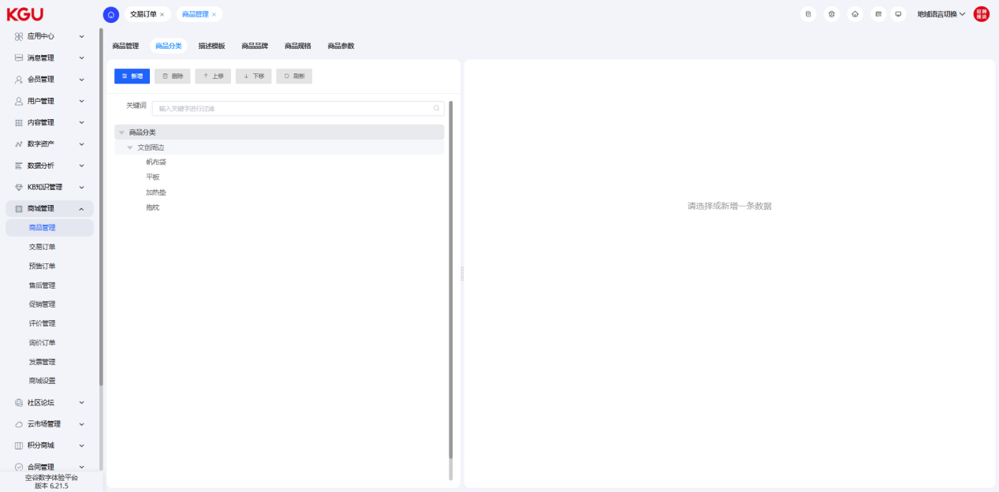 KGU
交易订单 ×
商品管理 ×
地域语言切换
招聘模块
应用中心
消息管理
会员管理
用户管理
内容管理
数字资产
数据分析
KB知识管理
商城管理
商品管理
交易订单
预售订单
售后管理
促销管理
评价管理
询价订单
发票管理
商城设置
社区论坛
云市场管理
积分商城
合同管理
空谷数字体验平台
版本 6.21.5
商品管理 商品分类 描述模板 商品品牌 商品规格 商品参数
新增 删除 上移 下移 刷新
关键词 输入关键字进行过滤
商品分类
文创周边
帆布袋
平板
加热垫
抱枕
请选择或新增一条数据